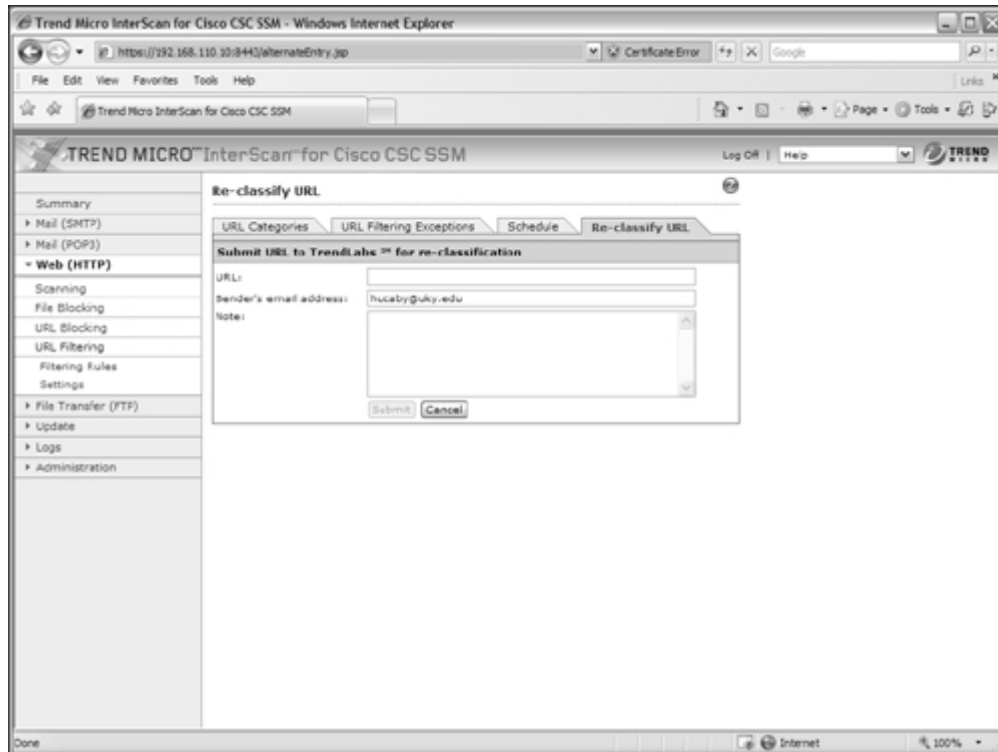 Trend Micro InterScan for Cisco CSC SSM - Windows Internet Explorer
https://192.168.110.10:8443/alternateEntry.jsp
Certificate Error
Google
File Edit View Favorites Tools Help
Links
Trend Micro InterScan for Cisco CSC SSM
Page
Tools
TREND MICRO™ InterScan™ for Cisco CSC SSM
Log Off | Help
TREND MICRO
Re-classify URL
Summary
Mail (SMTP)
Mail (POP3)
Web (HTTP)
Scanning
File Blocking
URL Blocking
URL Filtering
Filtering Rules
Settings
File Transfer (FTP)
Update
Logs
Administration
URL Categories
URL Filtering Exceptions
Schedule
Re-classify URL
Submit URL to TrendLabs ℠ for re-classification
URL:
Sender's email address: hucaby@uky.edu
Note:
Submit Cancel
Done
Internet
100%